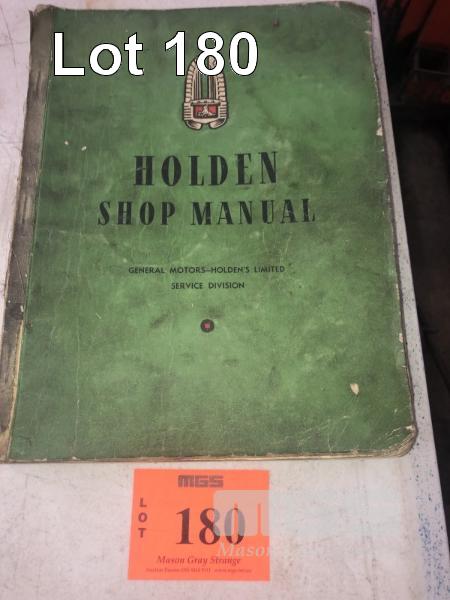 Lot 180
HOLDEN
SHOP MANUAL
GENERAL MOTORS—HOLDEN'S LIMITED
SERVICE DIVISION
MGS
LOT
180
Mason Gray Strange